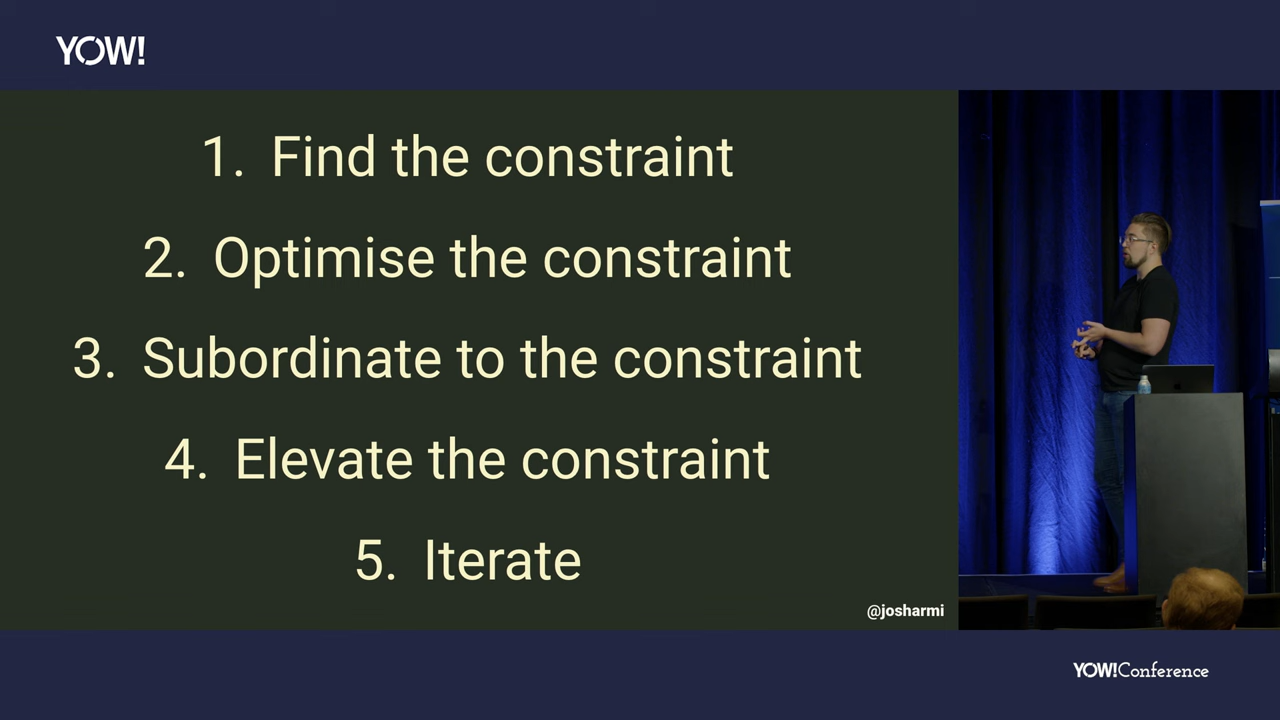 YOW!
1. Find the constraint
2. Optimise the constraint
3. Subordinate to the constraint
4. Elevate the constraint
5. Iterate
@josharmi
YOW!Conference